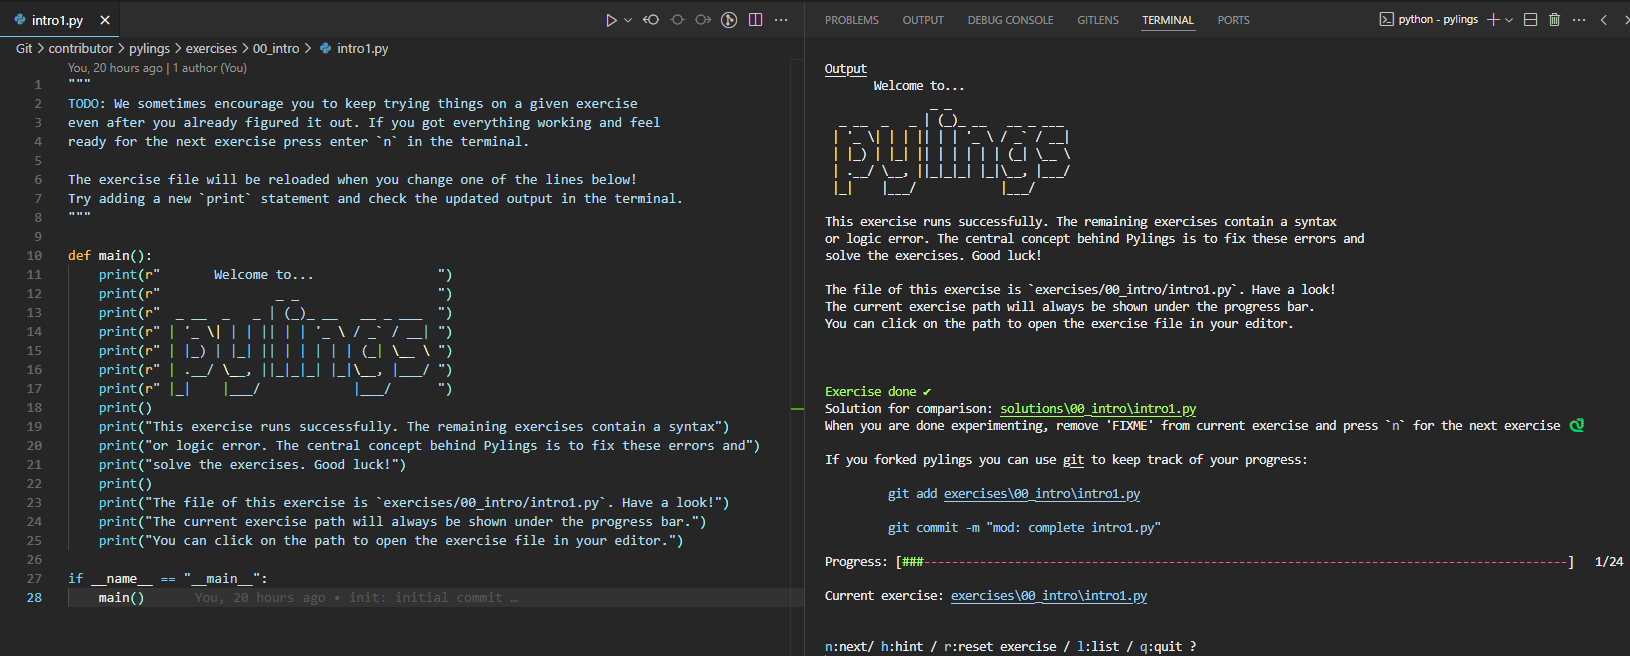 intro1.py
Git > contributor > pylings > exercises > 00_intro > intro1.py
You, 20 hours ago | 1 author (You)
1 """
2 TODO: We sometimes encourage you to keep trying things on a given exercise
3 even after you already figured it out. If you got everything working and feel
4 ready for the next exercise press enter `n` in the terminal.
5
6 The exercise file will be reloaded when you change one of the lines below!
7 Try adding a new `print` statement and check the updated output in the terminal.
8 """
9
10 def main():
11     print(r"       Welcome to...                ")
12     print(r"               _ _                  ")
13     print(r"  _ __  _   _ | (_)_ __   __ _ ___  ")
14     print(r" | '_ \| | | || | | '_ \ / _` / __| ")
15     print(r" | |_) | |_| || | | | | | (_| \__ \ ")
16     print(r" | .__/ \__, ||_|_|_| |_|\__, |___/ ")
17     print(r" |_|    |___/            |___/      ")
18     print()
19     print("This exercise runs successfully. The remaining exercises contain a syntax")
20     print("or logic error. The central concept behind Pylings is to fix these errors and")
21     print("solve the exercises. Good luck!")
22     print()
23     print("The file of this exercise is `exercises/00_intro/intro1.py`. Have a look!")
24     print("The current exercise path will always be shown under the progress bar.")
25     print("You can click on the path to open the exercise file in your editor.")
26
27 if __name__ == "__main__":
28     main()     You, 20 hours ago • init: initial commit …
PROBLEMS OUTPUT DEBUG CONSOLE GITLENS TERMINAL PORTS python - pylings
Output
       Welcome to...
               _ _
  _ __  _   _ | (_)_ __   __ _ ___
 | '_ \| | | || | | '_ \ / _` / __|
 | |_) | |_| || | | | | | (_| \__ \
 | .__/ \__, ||_|_|_| |_|\__, |___/
 |_|    |___/            |___/
This exercise runs successfully. The remaining exercises contain a syntax
or logic error. The central concept behind Pylings is to fix these errors and
solve the exercises. Good luck!
The file of this exercise is `exercises/00_intro/intro1.py`. Have a look!
The current exercise path will always be shown under the progress bar.
You can click on the path to open the exercise file in your editor.
Exercise done ✔
Solution for comparison: solutions\00_intro\intro1.py
When you are done experimenting, remove 'FIXME' from current exercise and press `n` for the next exercise
If you forked pylings you can use git to keep track of your progress:
git add exercises\00_intro\intro1.py
git commit -m "mod: complete intro1.py"
Progress: [###--------------------------------------------------------------------------------------------] 1/24
Current exercise: exercises\00_intro\intro1.py
n:next/ h:hint / r:reset exercise / l:list / q:quit ?